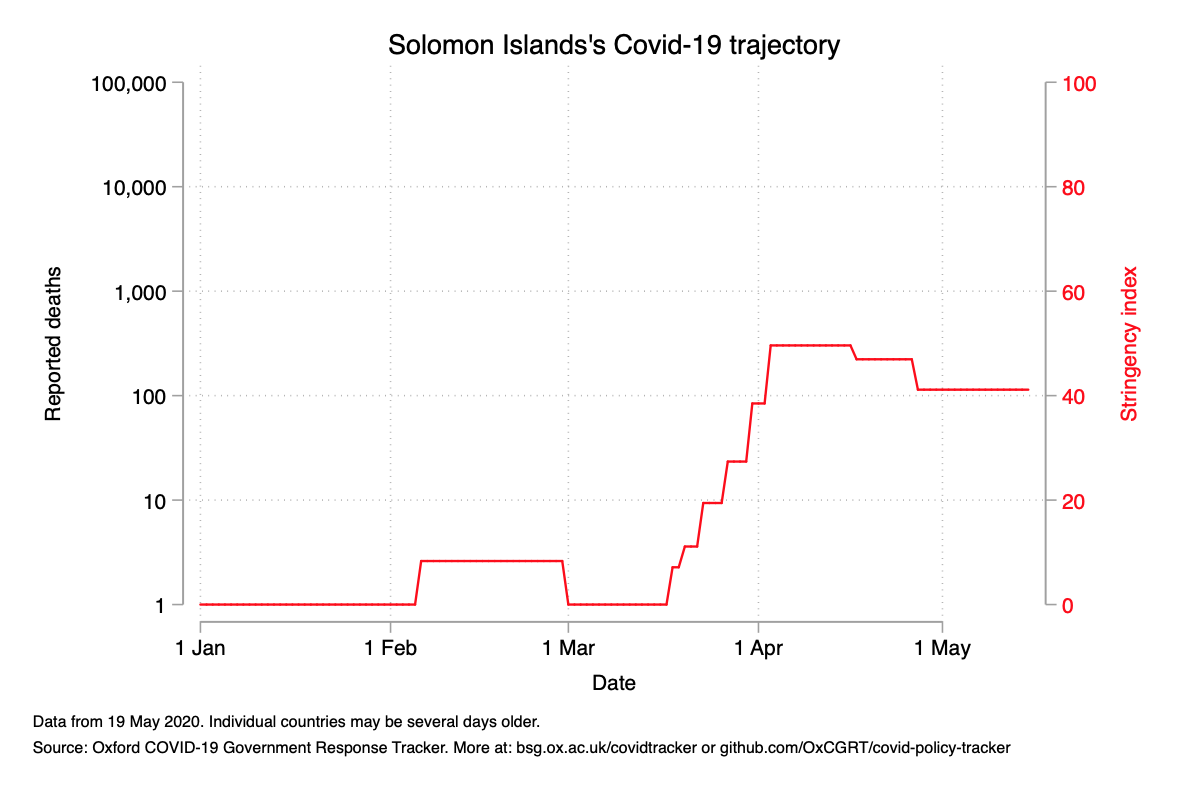 Solomon Islands's Covid-19 trajectory
100,000
10,000
1,000
100
10
1
Reported deaths
100
80
60
40
20
0
Stringency index
1 Jan
1 Feb
1 Mar
1 Apr
1 May
Date
Data from 19 May 2020. Individual countries may be several days older.
Source: Oxford COVID-19 Government Response Tracker. More at: bsg.ox.ac.uk/covidtracker or github.com/OxCGRT/covid-policy-tracker